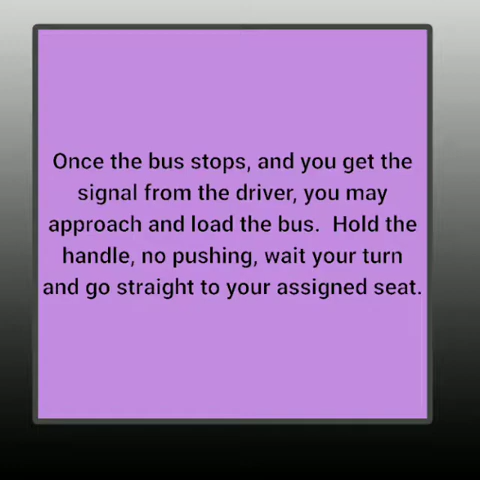 Once the bus stops, and you get the
signal from the driver, you may
approach and load the bus.  Hold the
handle, no pushing, wait your turn
and go straight to your assigned seat.